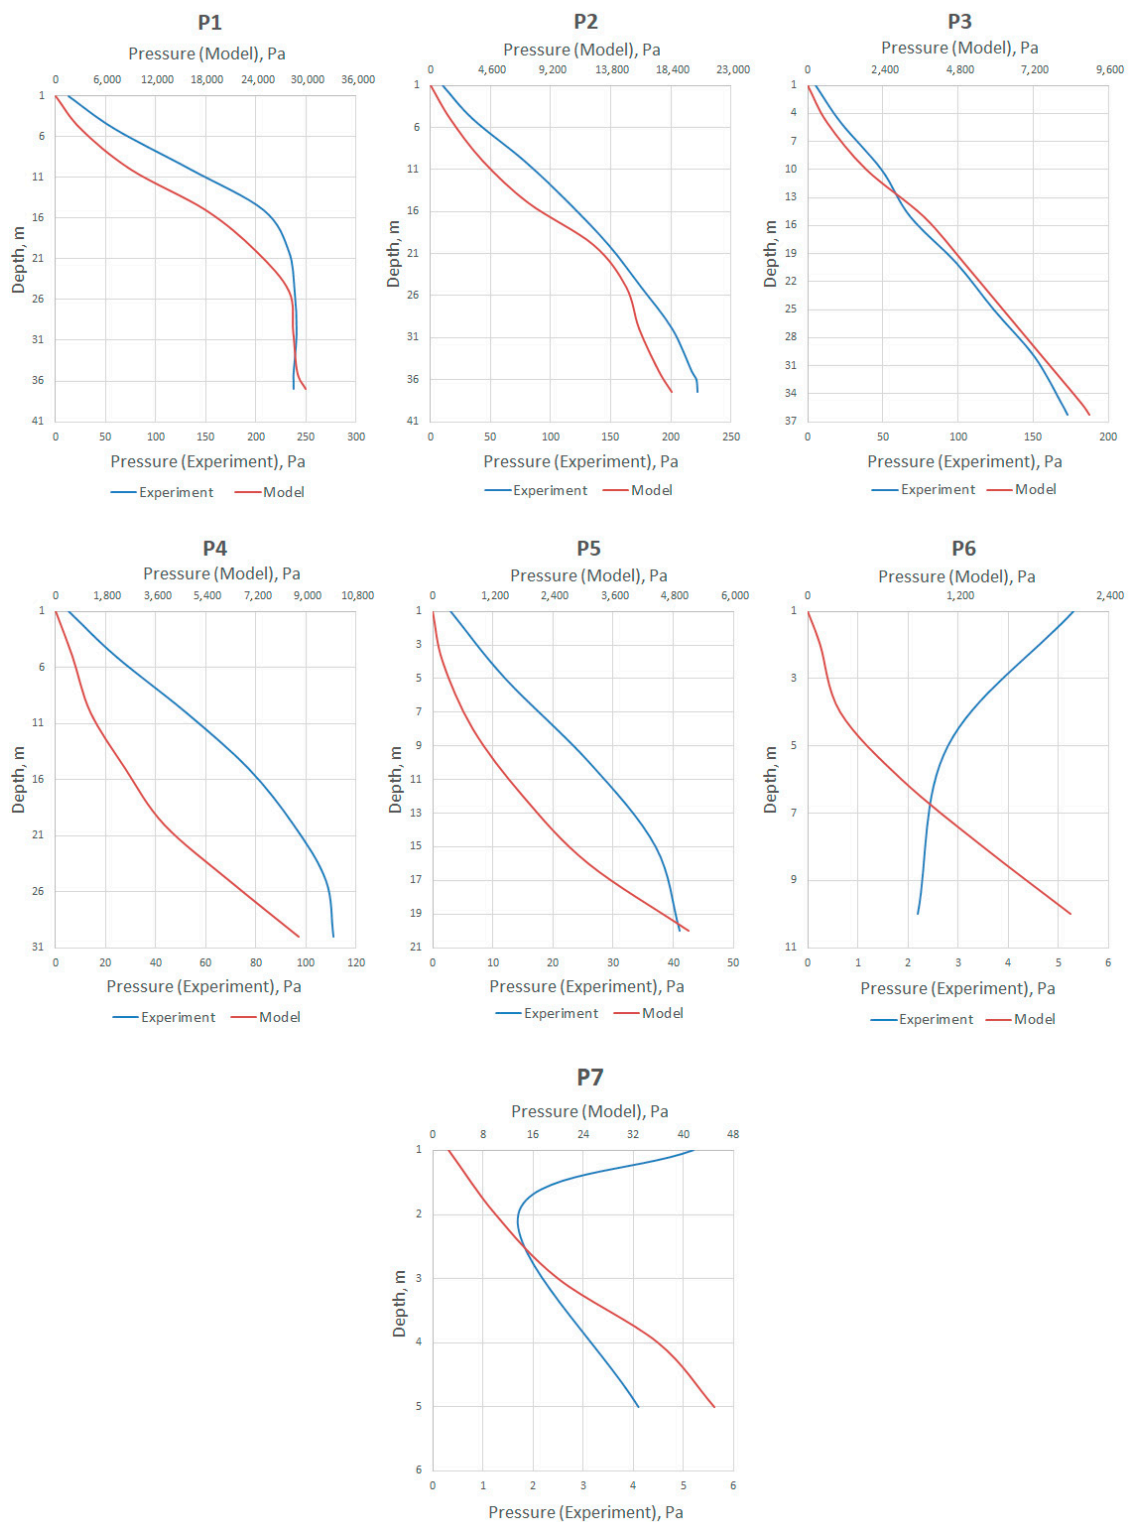 P1
Pressure (Model), Pa
0 6,000 12,000 18,000 24,000 30,000 36,000
1
6
11
16
21
26
31
36
41
Depth, m
0 50 100 150 200 250 300
Pressure (Experiment), Pa
Experiment Model
P2
Pressure (Model), Pa
0 4,600 9,200 13,800 18,400 23,000
1
6
11
16
21
26
31
36
41
Depth, m
0 50 100 150 200 250
Pressure (Experiment), Pa
Experiment Model
P3
Pressure (Model), Pa
0 2,400 4,800 7,200 9,600
1
4
7
10
13
16
19
22
25
28
31
34
37
Depth, m
0 50 100 150 200
Pressure (Experiment), Pa
Experiment Model
P4
Pressure (Model), Pa
0 1,800 3,600 5,400 7,200 9,000 10,800
1
6
11
16
21
26
31
Depth, m
0 20 40 60 80 100 120
Pressure (Experiment), Pa
Experiment Model
P5
Pressure (Model), Pa
0 1,200 2,400 3,600 4,800 6,000
1
3
5
7
9
11
13
15
17
19
21
Depth, m
0 10 20 30 40 50
Pressure (Experiment), Pa
Experiment Model
P6
Pressure (Model), Pa
0 1,200 2,400
1
3
5
7
9
11
Depth, m
0 1 2 3 4 5 6
Pressure (Experiment), Pa
Experiment Model
P7
Pressure (Model), Pa
0 8 16 24 32 40 48
1
2
3
4
5
6
Depth, m
0 1 2 3 4 5 6
Pressure (Experiment), Pa